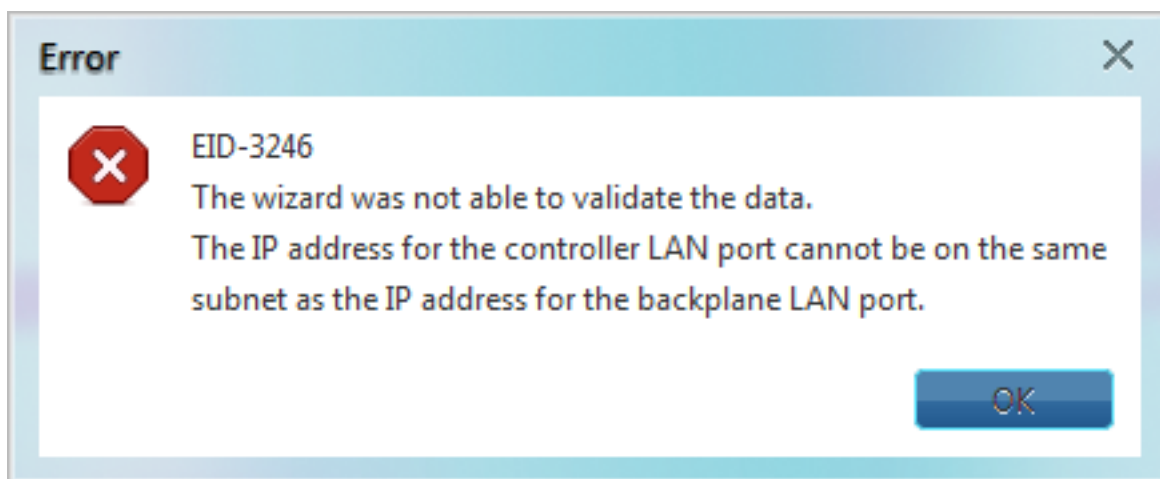 Error
EID-3246
The wizard was not able to validate the data.
The IP address for the controller LAN port cannot be on the same
subnet as the IP address for the backplane LAN port.
OK